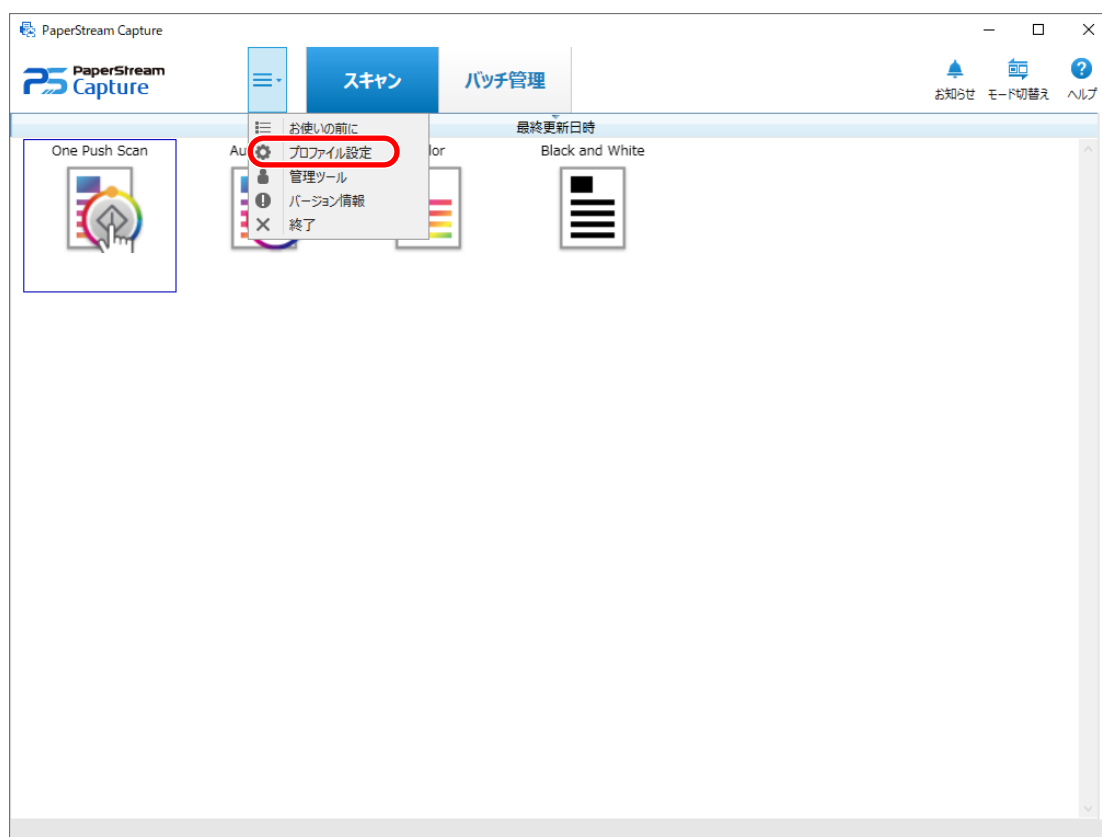 PaperStream Capture
PaperStream
Capture
スキャン
バッチ管理
お知らせ モード切替え ヘルプ
最終更新日時
お使いの前に
プロファイル設定
管理ツール
バージョン情報
終了
One Push Scan
Au
lor
Black and White